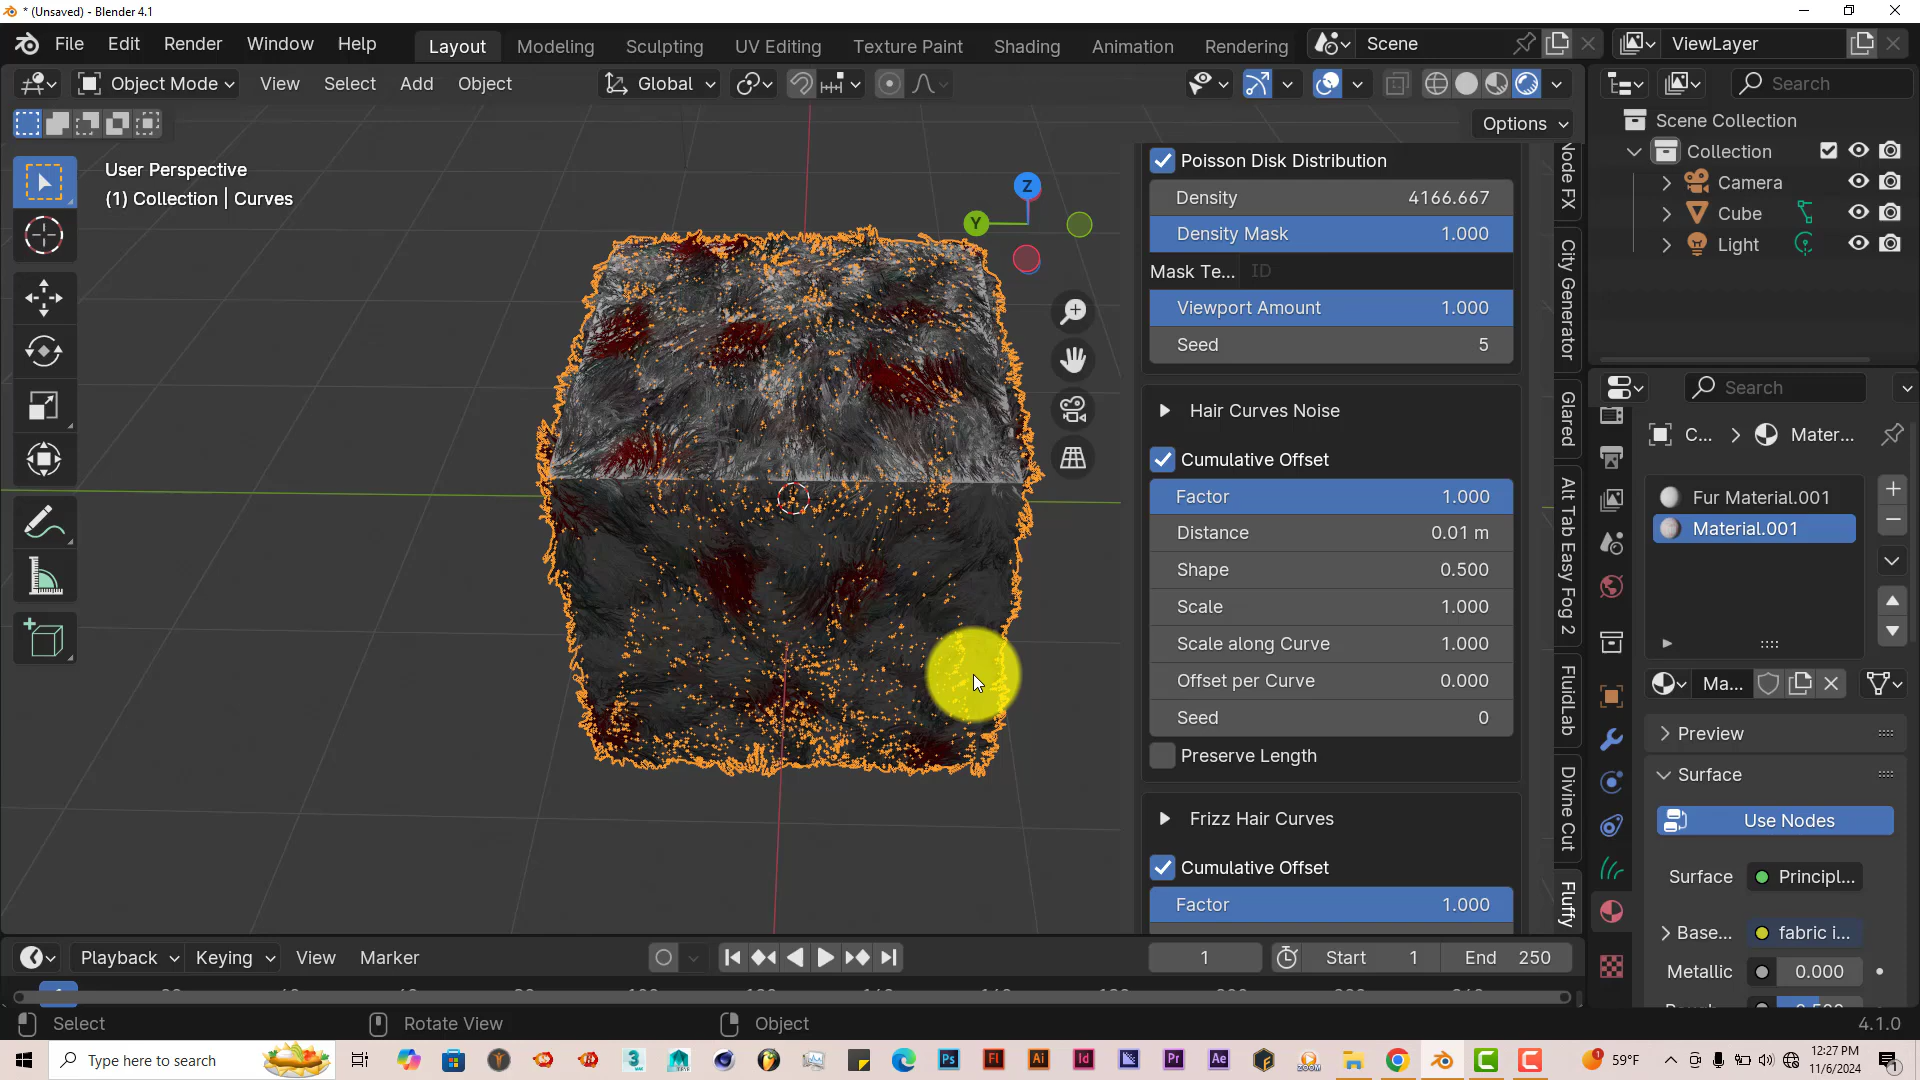 * (Unsaved) - Blender 4.1
File Edit Render Window Help
Layout Modeling Sculpting UV Editing Texture Paint Shading Animation Rendering
Scene
ViewLayer
Object Mode View Select Add Object
Global
Search
Options
User Perspective
(1) Collection | Curves
Z
Y
Poisson Disk Distribution
Density 4166.667
Density Mask 1.000
Mask Te... ID
Viewport Amount 1.000
Seed 5
Hair Curves Noise
Cumulative Offset
Factor 1.000
Distance 0.01 m
Shape 0.500
Scale 1.000
Scale along Curve 1.000
Offset per Curve 0.000
Seed 0
Preserve Length
Frizz Hair Curves
Cumulative Offset
Factor 1.000
Node FX
City Generator
Glared
Alt Tab Easy Fog 2
FluidLab
Divine Cut
Fluffy
Scene Collection
Collection
Camera
Cube
Light
Search
C... Mater...
Fur Material.001
Material.001
Ma...
Preview
Surface
Use Nodes
Surface Principl...
Base... fabric i...
Metallic 0.000
Playback Keying View Marker
1 Start 1 End 250
Select Rotate View Object
4.1.0
Type here to search
59°F
12:27 PM
11/6/2024